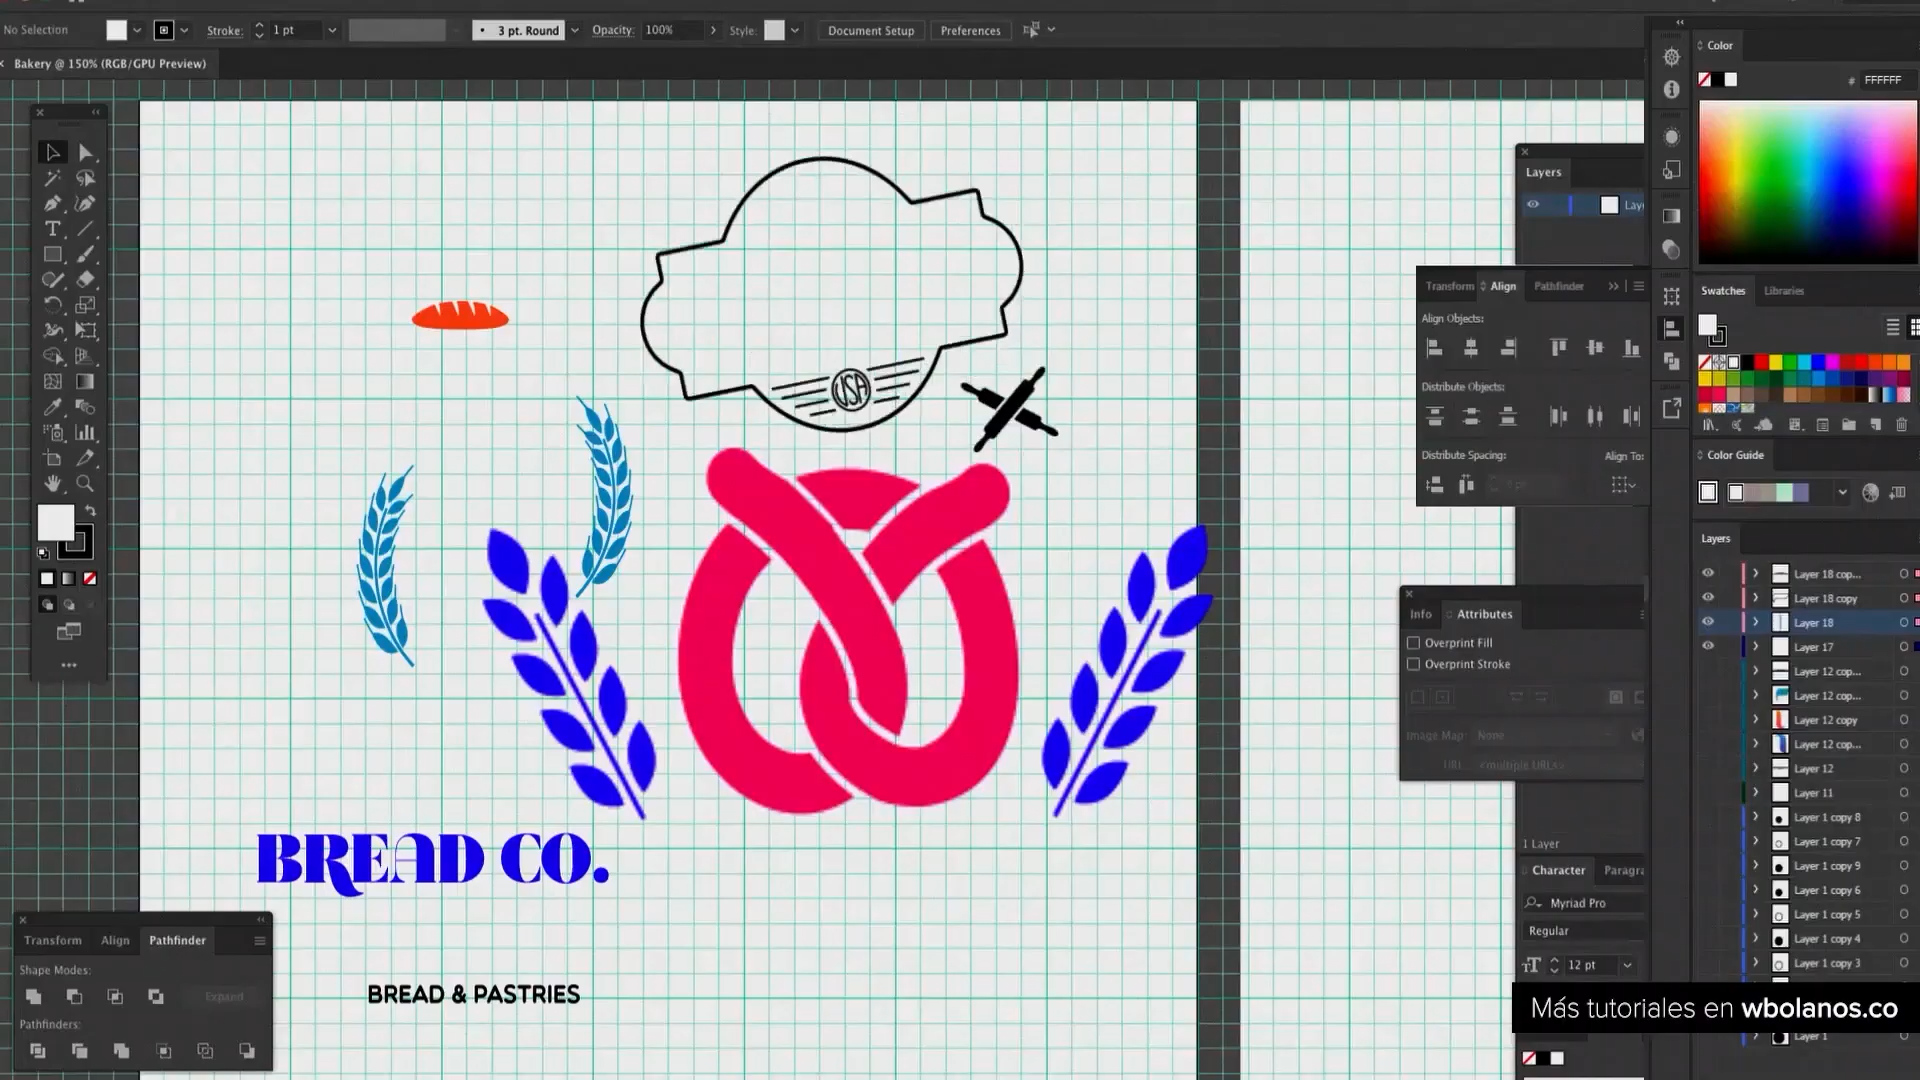 No Selection
Stroke:
1 pt
3 pt. Round
Opacity:
100%
Style:
Document Setup
Preferences
Bakery @ 150% (RGB/GPU Preview)
Color
# FFFFFF
Layers
Transform
Align
Pathfinder
Align Objects:
Distribute Objects:
Distribute Spacing:
Align To:
Swatches
Libraries
Color Guide
Layers
Layer 18 cop...
Layer 18 copy
Layer 18
Layer 17
Layer 12 cop...
Layer 12 cop...
Layer 12 copy
Layer 12 cop...
Layer 12
Layer 11
Layer 1 copy 8
Layer 1 copy 7
Layer 1 copy 9
Layer 1 copy 6
Layer 1 copy 5
Layer 1 copy 4
Layer 1 copy 3
Layer 1
Info
Attributes
Overprint Fill
Overprint Stroke
Image Map:
None
URL
<multiple URLs>
1 Layer
Character
Paragra
Myriad Pro
Regular
12 pt
USA
BREAD CO.
BREAD & PASTRIES
Transform
Align
Pathfinder
Shape Modes:
Expand
Pathfinders:
Más tutoriales en wbolanos.co